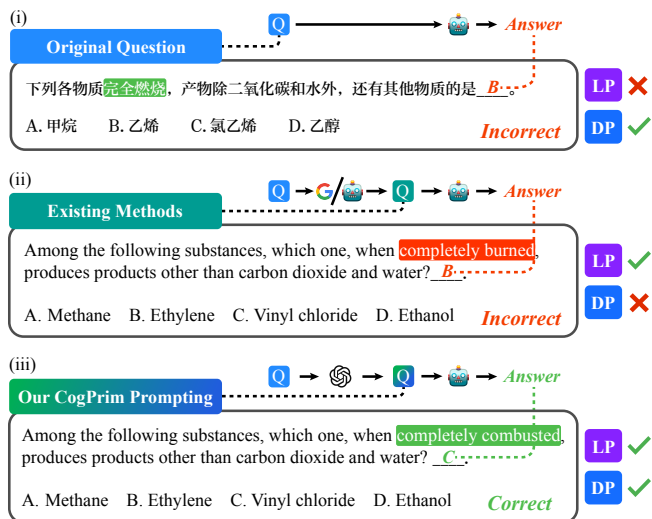 (i)
Q
Answer
Original Question
下列各物质完全燃烧，产物除二氧化碳和水外，还有其他物质的是 B 。
A. 甲烷 B. 乙烯 C. 氯乙烯 D. 乙醇
Incorrect
LP
DP
(ii)
Q G/ Q
Answer
Existing Methods
Among the following substances, which one, when completely burned,
produces products other than carbon dioxide and water? B .
A. Methane B. Ethylene C. Vinyl chloride D. Ethanol
Incorrect
LP
DP
(iii)
Q Q
Answer
Our CogPrim Prompting
Among the following substances, which one, when completely combusted,
produces products other than carbon dioxide and water? C .
A. Methane B. Ethylene C. Vinyl chloride D. Ethanol
Correct
LP
DP